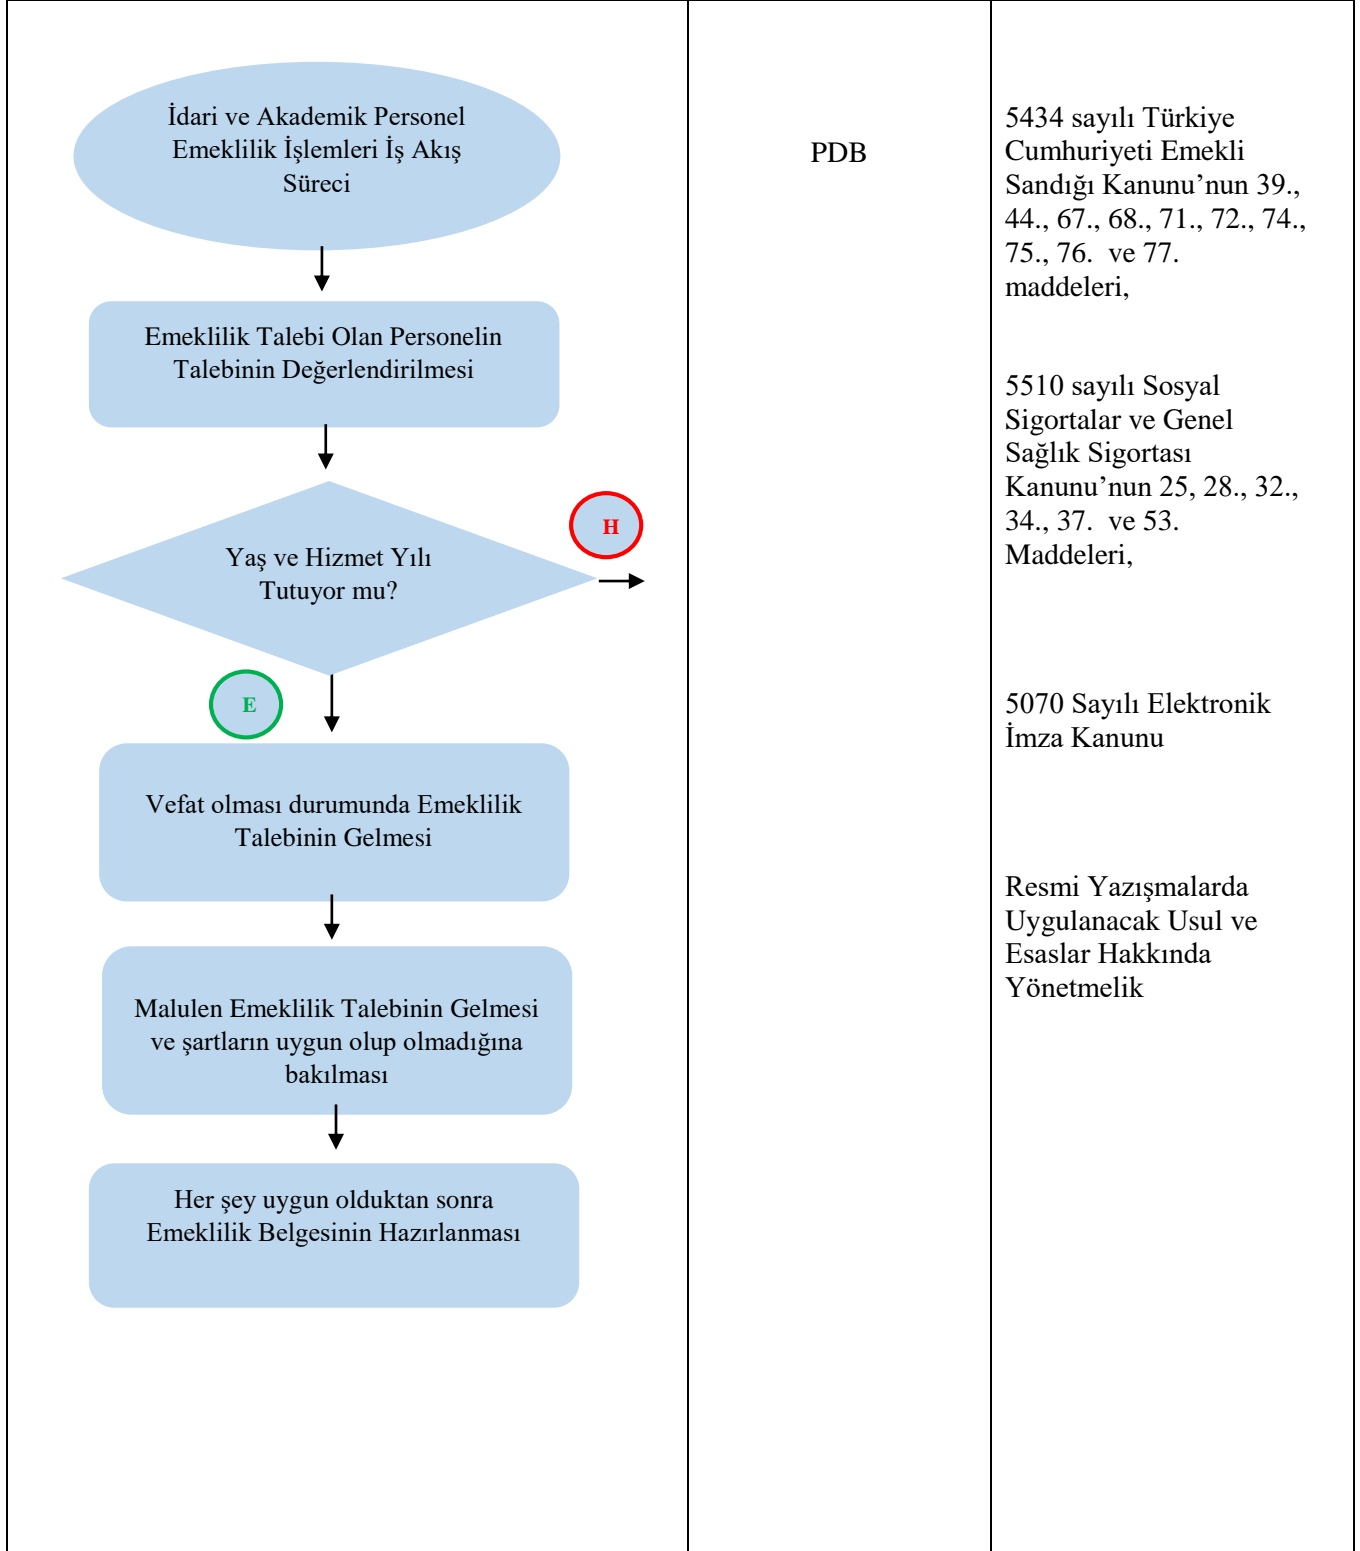 İdari ve Akademik Personel
Emeklilik İşlemleri İş Akış
Süreci
Emeklilik Talebi Olan Personelin
Talebinin Değerlendirilmesi
Yaş ve Hizmet Yılı
Tutuyor mu?
H
E
Vefat olması durumunda Emeklilik
Talebinin Gelmesi
Malulen Emeklilik Talebinin Gelmesi
ve şartların uygun olup olmadığına
bakılması
Her şey uygun olduktan sonra
Emeklilik Belgesinin Hazırlanması
PDB
5434 sayılı Türkiye
Cumhuriyeti Emekli
Sandığı Kanunu’nun 39.,
44., 67., 68., 71., 72., 74.,
75., 76.  ve 77.
maddeleri,
5510 sayılı Sosyal
Sigortalar ve Genel
Sağlık Sigortası
Kanunu’nun 25, 28., 32.,
34., 37.  ve 53.
Maddeleri,
5070 Sayılı Elektronik
İmza Kanunu
Resmi Yazışmalarda
Uygulanacak Usul ve
Esaslar Hakkında
Yönetmelik